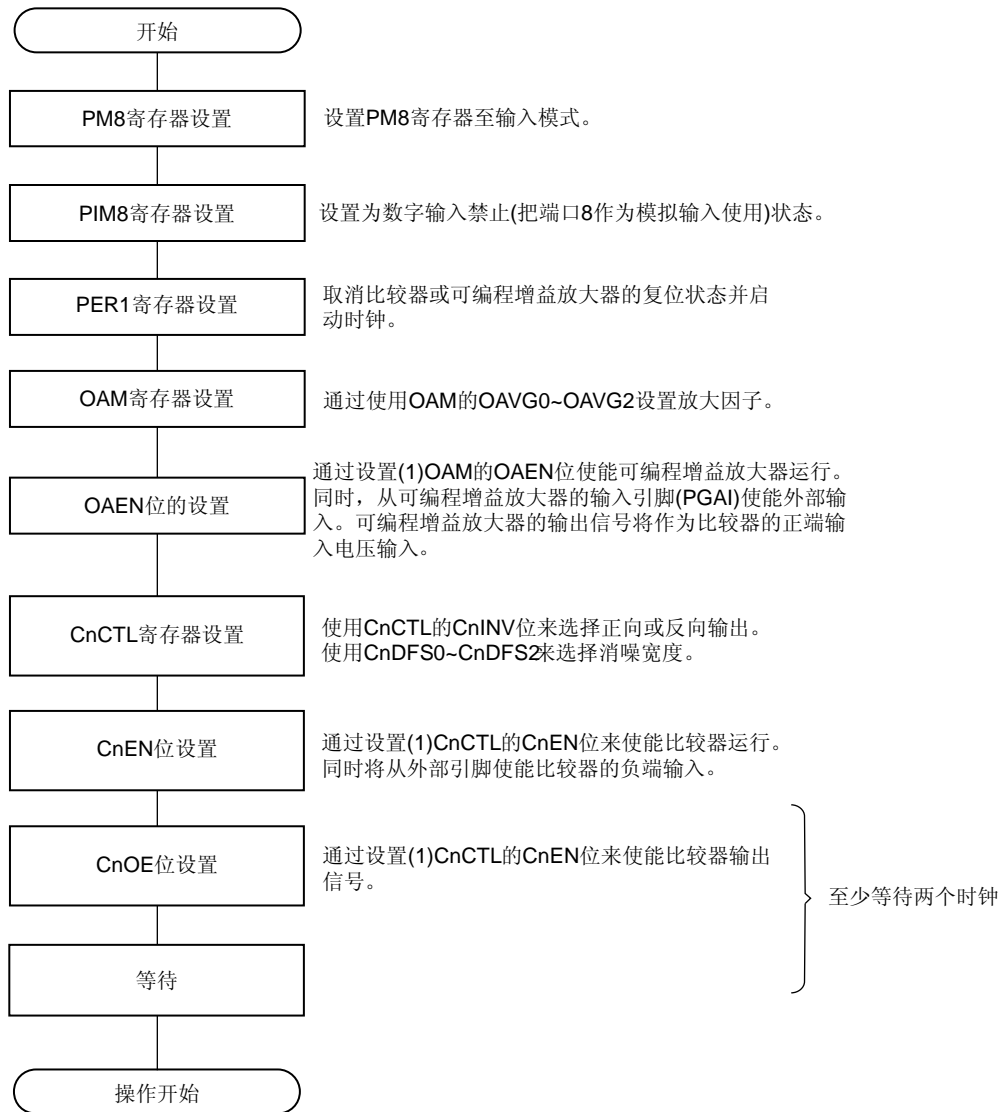 开始
PM8寄存器设置
设置PM8寄存器至输入模式。
PIM8寄存器设置
设置为数字输入禁止(把端口8作为模拟输入使用)状态。
PER1寄存器设置
取消比较器或可编程增益放大器的复位状态并启
动时钟。
OAM寄存器设置
通过使用OAM的OAVG0~OAVG2设置放大因子。
OAEN位的设置
通过设置(1)OAM的OAEN位使能可编程增益放大器运行。
同时，从可编程增益放大器的输入引脚(PGAI)使能外部输
入。可编程增益放大器的输出信号将作为比较器的正端输
入电压输入。
CnCTL寄存器设置
使用CnCTL的CnINV位来选择正向或反向输出。
使用CnDFS0~CnDFS2来选择消噪宽度。
CnEN位设置
通过设置(1)CnCTL的CnEN位来使能比较器运行。
同时将从外部引脚使能比较器的负端输入。
CnOE位设置
通过设置(1)CnCTL的CnEN位来使能比较器输出
信号。
至少等待两个时钟
等待
操作开始